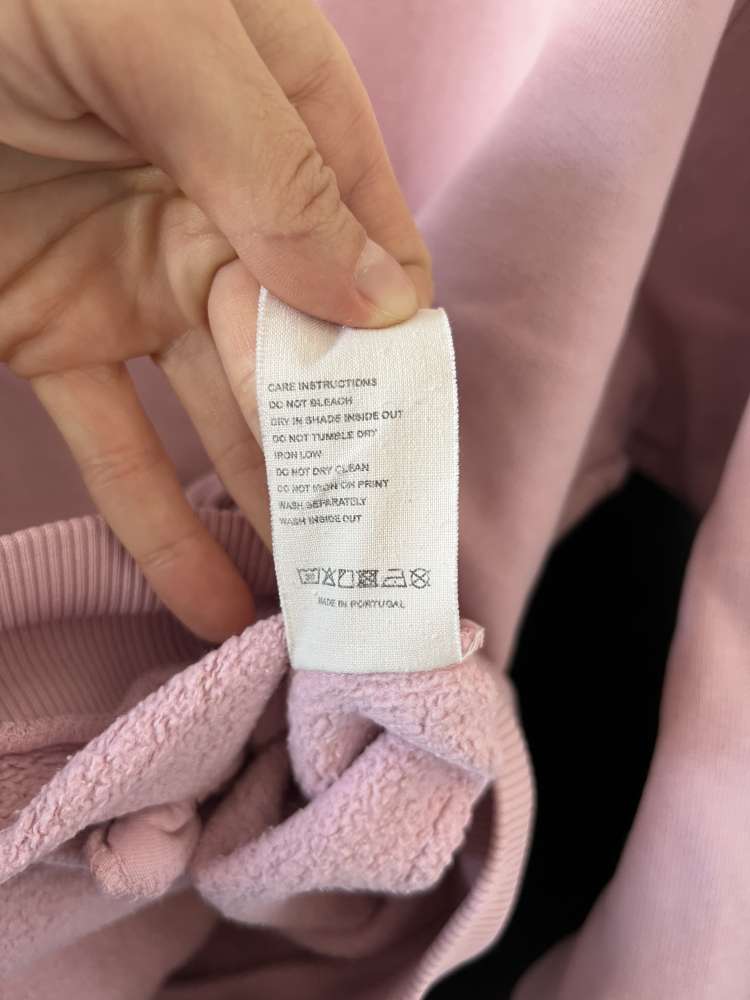 CARE INSTRUCTIONS
DO NOT BLEACH
DRY IN SHADE INSIDE OUT
DO NOT TUMBLE DRY
IRON LOW
DO NOT DRY CLEAN
DO NOT IRON ON PRINT
WASH SEPARATELY
WASH INSIDE OUT
MADE IN PORTUGAL